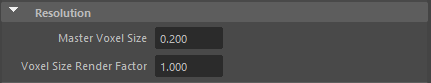 Resolution
Master Voxel Size 0.200
Voxel Size Render Factor 1.000